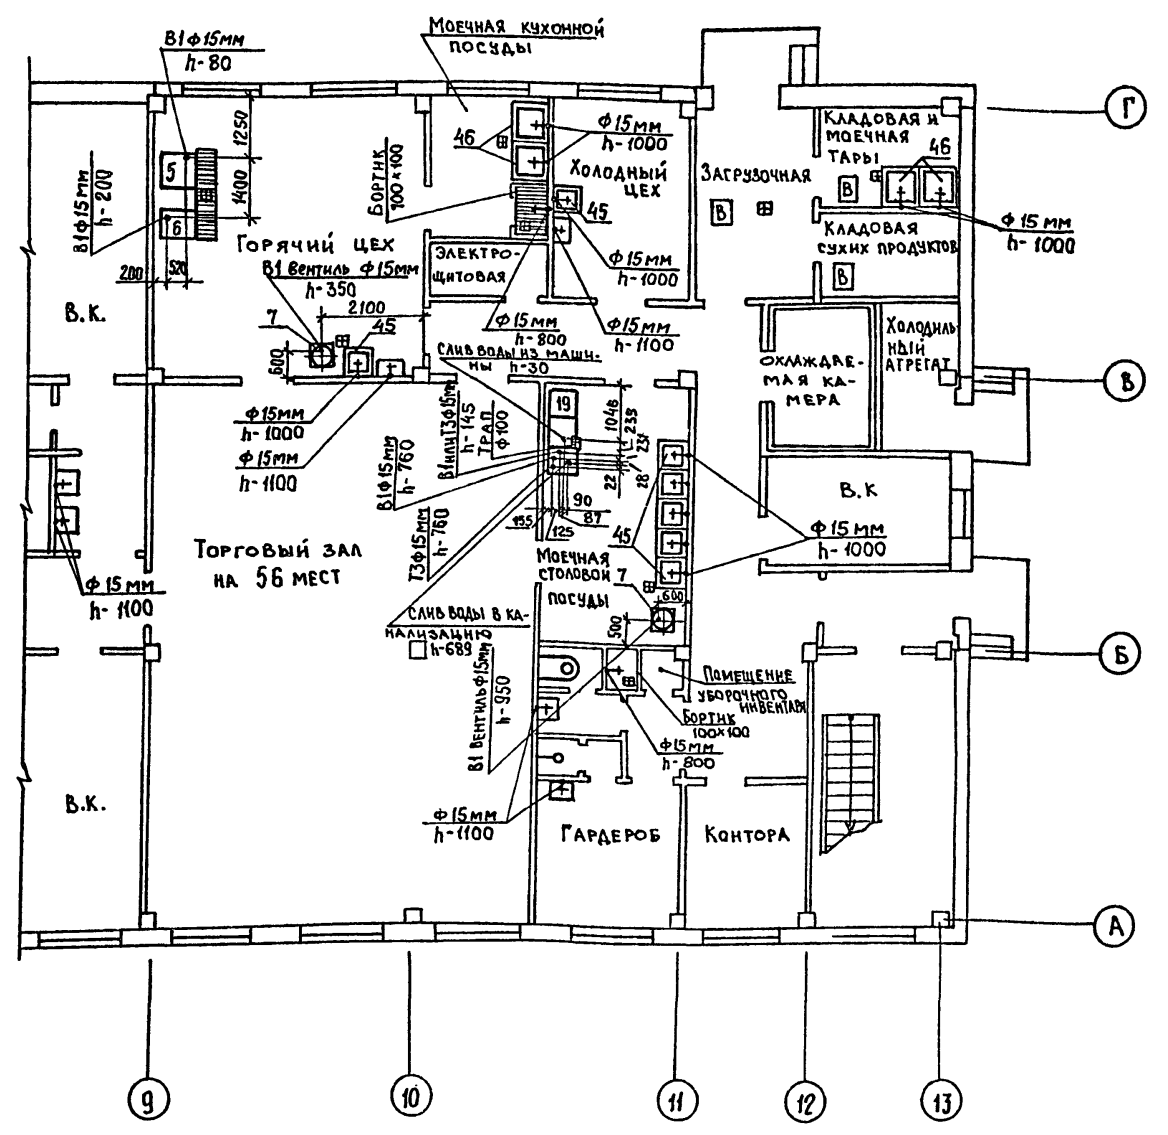 В1 ф15мм
h-80
Моечная кухонной
посуды
Г
1250
1400
В1ф15мм
h-200
5
6
200
520
Бортик
100×100
46
ф15мм
h-1000
Холодный
цех
45
Загрузочная
Кладовая и
моечная
тары
46
В
В
В
Кладовая
сухих продуктов
ф15мм
h-1000
Горячий цех
В1 вентиль ф15мм
h-350
Электро-
щитовая
ф15мм
h-1000
2100
7
45
600
В.К.
ф15мм
h-800
ф15мм
h-1100
Слив воды из маши-
ны
h-30
Охлаждае-
мая ка-
мера
Холодиль
ный
агрегат
В
ф15мм
h-1000
ф15мм
h-1100
В1илиТ3ф15мм
h-145
Трап
ф100
В1ф15мм
h-760
Т3ф15мм
h-760
19
1046
239
231
22
28
90
87
155
125
45
В.К
ф15мм
h-1000
Торговый зал
на 56 мест
ф15мм
h-1100
Моечная
столовой
посуды
7
600
500
Слив воды в ка-
нализацию
h-689
Б
В1 вентиль ф15мм
h-950
Помещение
уборочного
инвентаря
Бортик
100×100
ф15мм
h-800
В.К.
ф15мм
h-1100
Гардероб
Контора
А
9
10
11
12
13